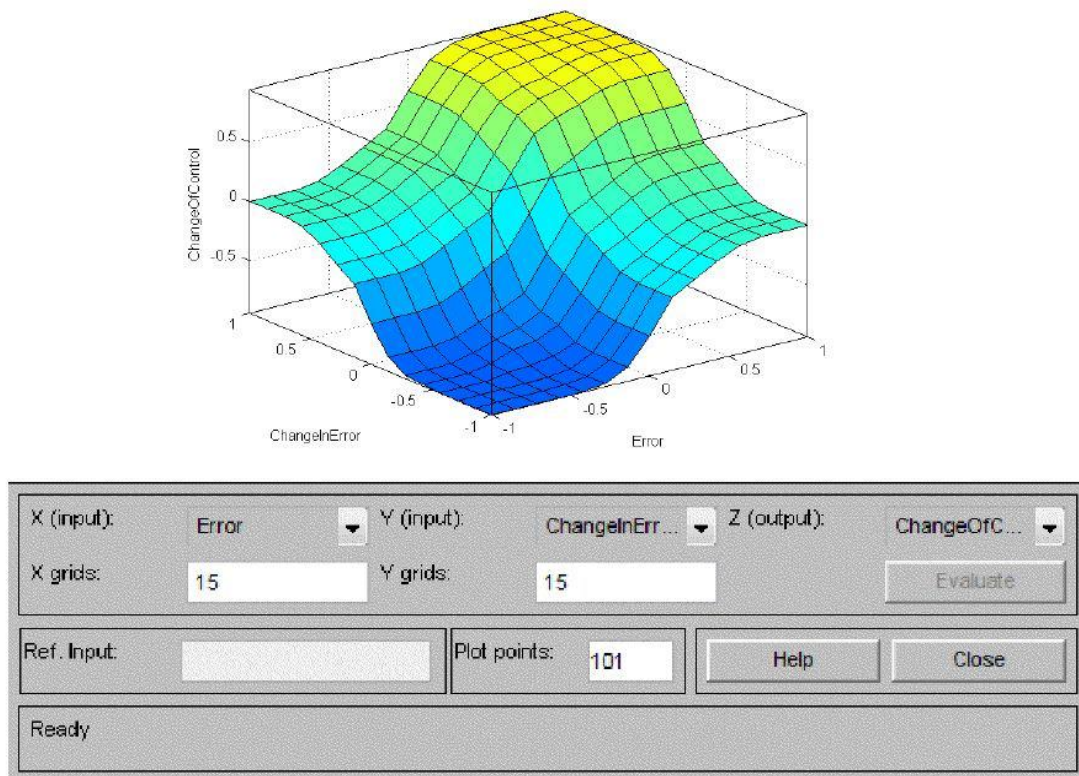 ChangeOfControl
0.5
0
-0.5
1
0.5
0
-0.5
-1
ChangeInError
-1
-0.5
0
0.5
1
Error
X (input):
Error
Y (input):
ChangeInErr...
Z (output):
ChangeOfC...
X grids:
15
Y grids:
15
Evaluate
Ref. Input:
Plot points:
101
Help
Close
Ready